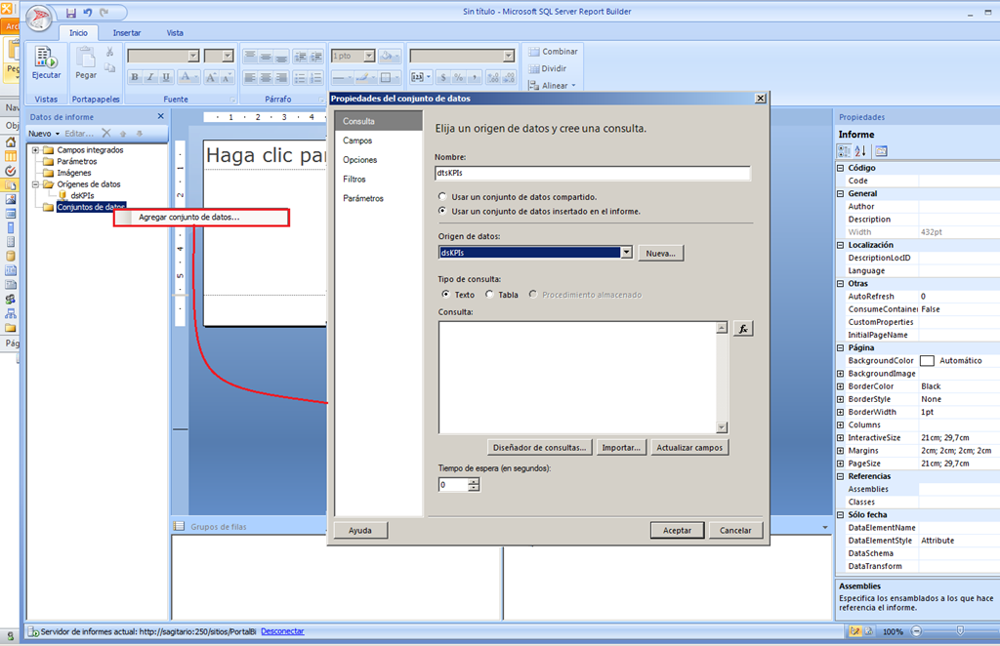 Sin título - Microsoft SQL Server Report Builder
Inicio Insertar Vista
Ejecutar
Pegar
1 pto
Combinar
Dividir
Alinear
Vistas Portapapeles Fuente Párrafo
Datos de informe
Nuevo Editar...
Campos integrados
Parámetros
Imágenes
Orígenes de datos
dsKPIs
Conjuntos de datos
Agregar conjunto de datos...
1 2 3 4
Haga clic par
Propiedades del conjunto de datos
Consulta
Campos
Opciones
Filtros
Parámetros
Elija un origen de datos y cree una consulta.
Nombre:
dtsKPIs
Usar un conjunto de datos compartido.
Usar un conjunto de datos insertado en el informe.
Origen de datos:
dsKPIs Nueva...
Tipo de consulta:
Texto Tabla Procedimiento almacenado
Consulta:
fx
Diseñador de consultas... Importar... Actualizar campos
Tiempo de espera (en segundos):
0
Ayuda Aceptar Cancelar
Grupos de filas
Propiedades
Informe
Código
Code
General
Author
Description
Width 432pt
Localización
DescriptionLocID
Language
Otras
AutoRefresh 0
ConsumeContainer False
CustomProperties
InitialPageName
Página
BackgroundColor Automático
BackgroundImage
BorderColor Black
BorderStyle None
BorderWidth 1pt
Columns
InteractiveSize 21cm; 29,7cm
Margins 2cm; 2cm; 2cm; 2cm
PageSize 21cm; 29,7cm
Referencias
Assemblies
Classes
Sólo fecha
DataElementName
DataElementStyle Attribute
DataSchema
DataTransform
Assemblies
Especifica los ensamblados a los que hace
referencia el informe.
Servidor de informes actual: http://sagitario:250/sitios/PortalBI Desconectar
100%